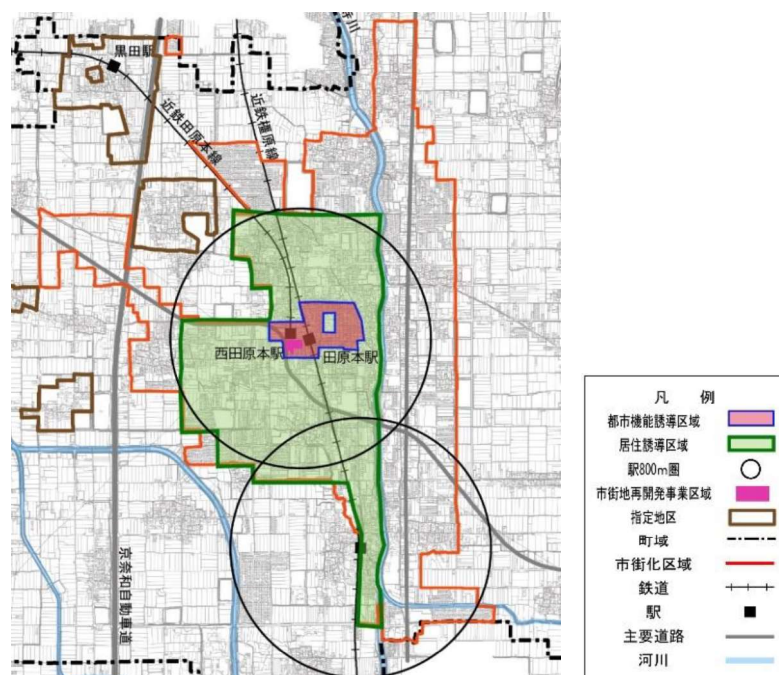 寺川
黒田駅
近鉄田原本線
近鉄橿原線
西田原本駅
田原本駅
京奈和自動車道
凡 例
都市機能誘導区域
居住誘導区域
駅800m圏
市街地再開発事業区域
指定地区
町域
市街化区域
鉄道
駅
主要道路
河川